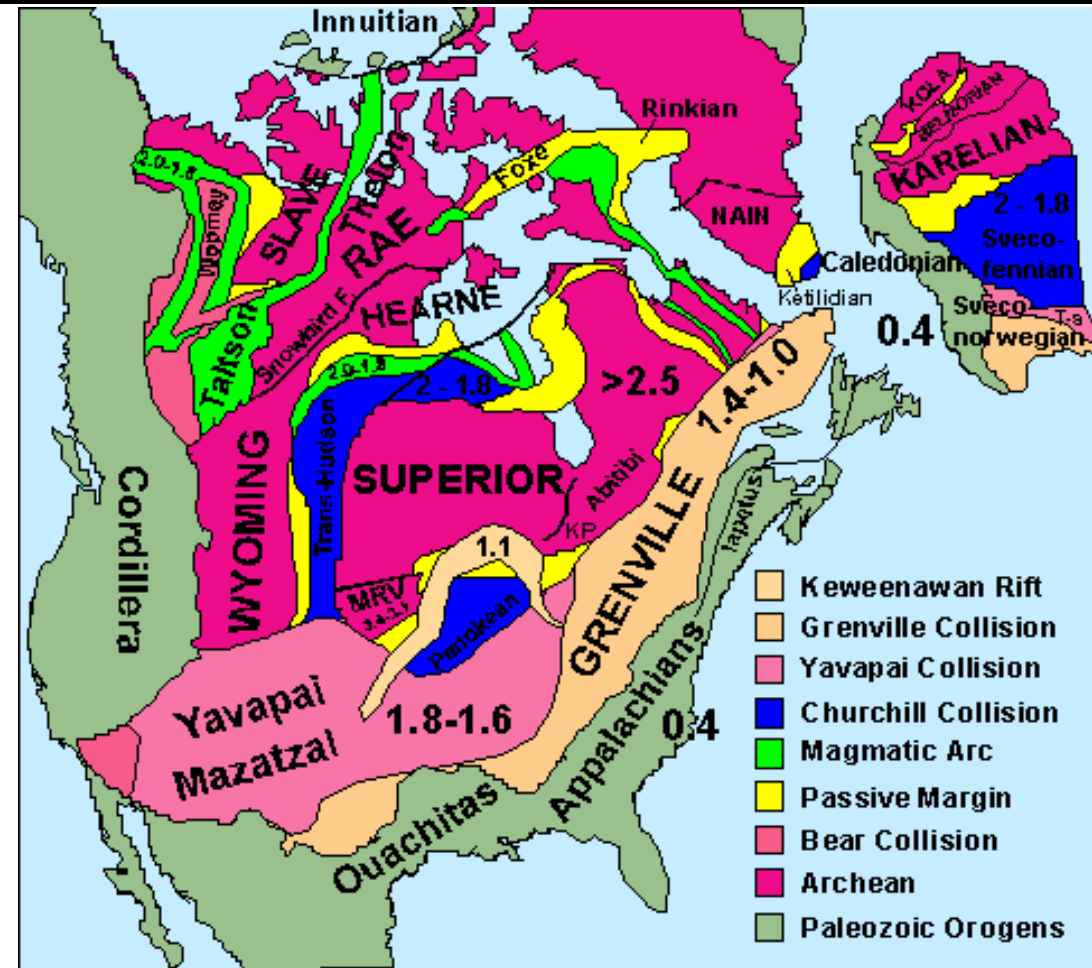 Innuitian
Rinkian
KOLA
BELMORIAN
KARELIAN
2.0-1.8
Wopmay
SLAVE
Thelon
RAE
Foxe
NAIN
2 - 1.8
Sveco-
fennian
Caledonian
Ketilidian
Sveco-
norwegian
T-s
0.4
Taltson
Snowbird F.
HEARNE
2.0-1.8
2 - 1.8
>2.5
1.4-1.0
Cordillera
WYOMING
Trans-Hudson
SUPERIOR
Abitibi
KP
GRENVILLE
Iapotus
1.1
MRV
Penokean
Yavapai
Mazatzal
1.8-1.6
Appalachians
0.4
Ouachitas
Keweenawan Rift
Grenville Collision
Yavapai Collision
Churchill Collision
Magmatic Arc
Passive Margin
Bear Collision
Archean
Paleozoic Orogens